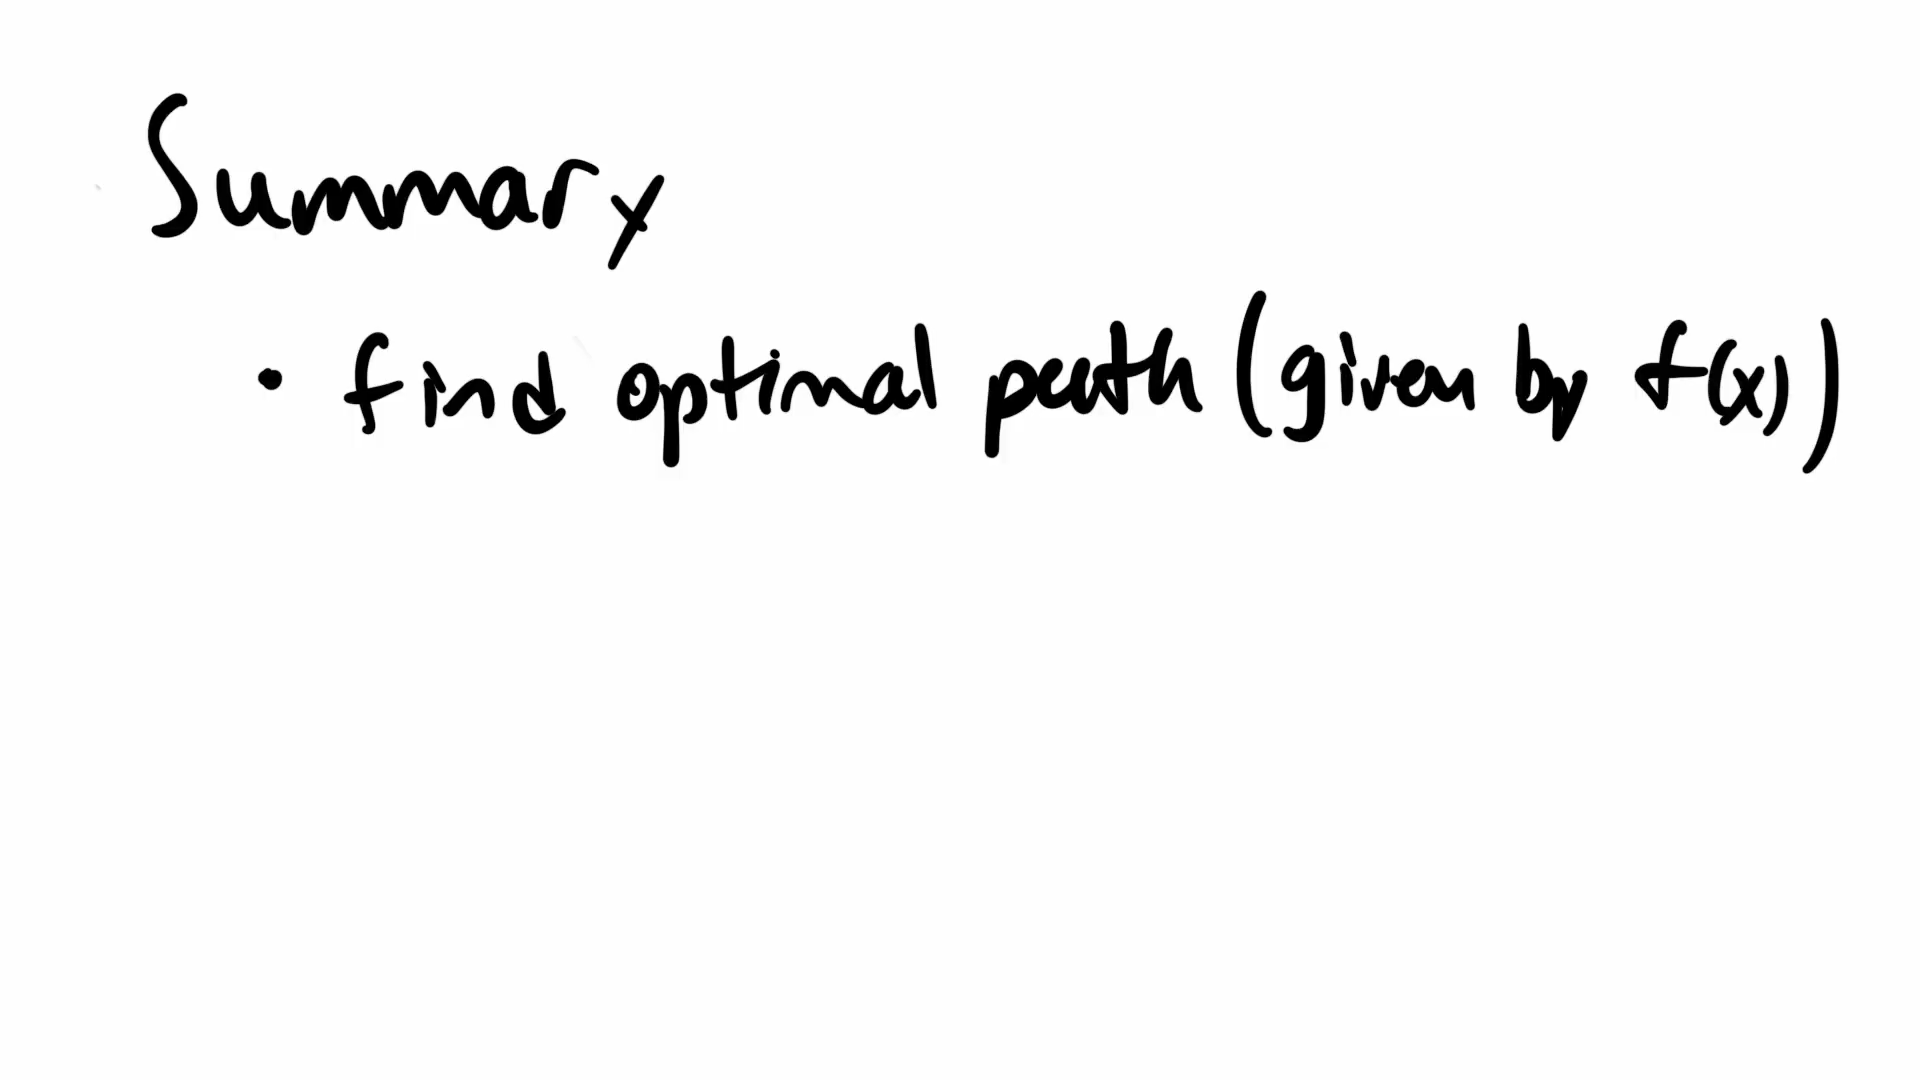 Summary
• find optimal path (given by f(x))